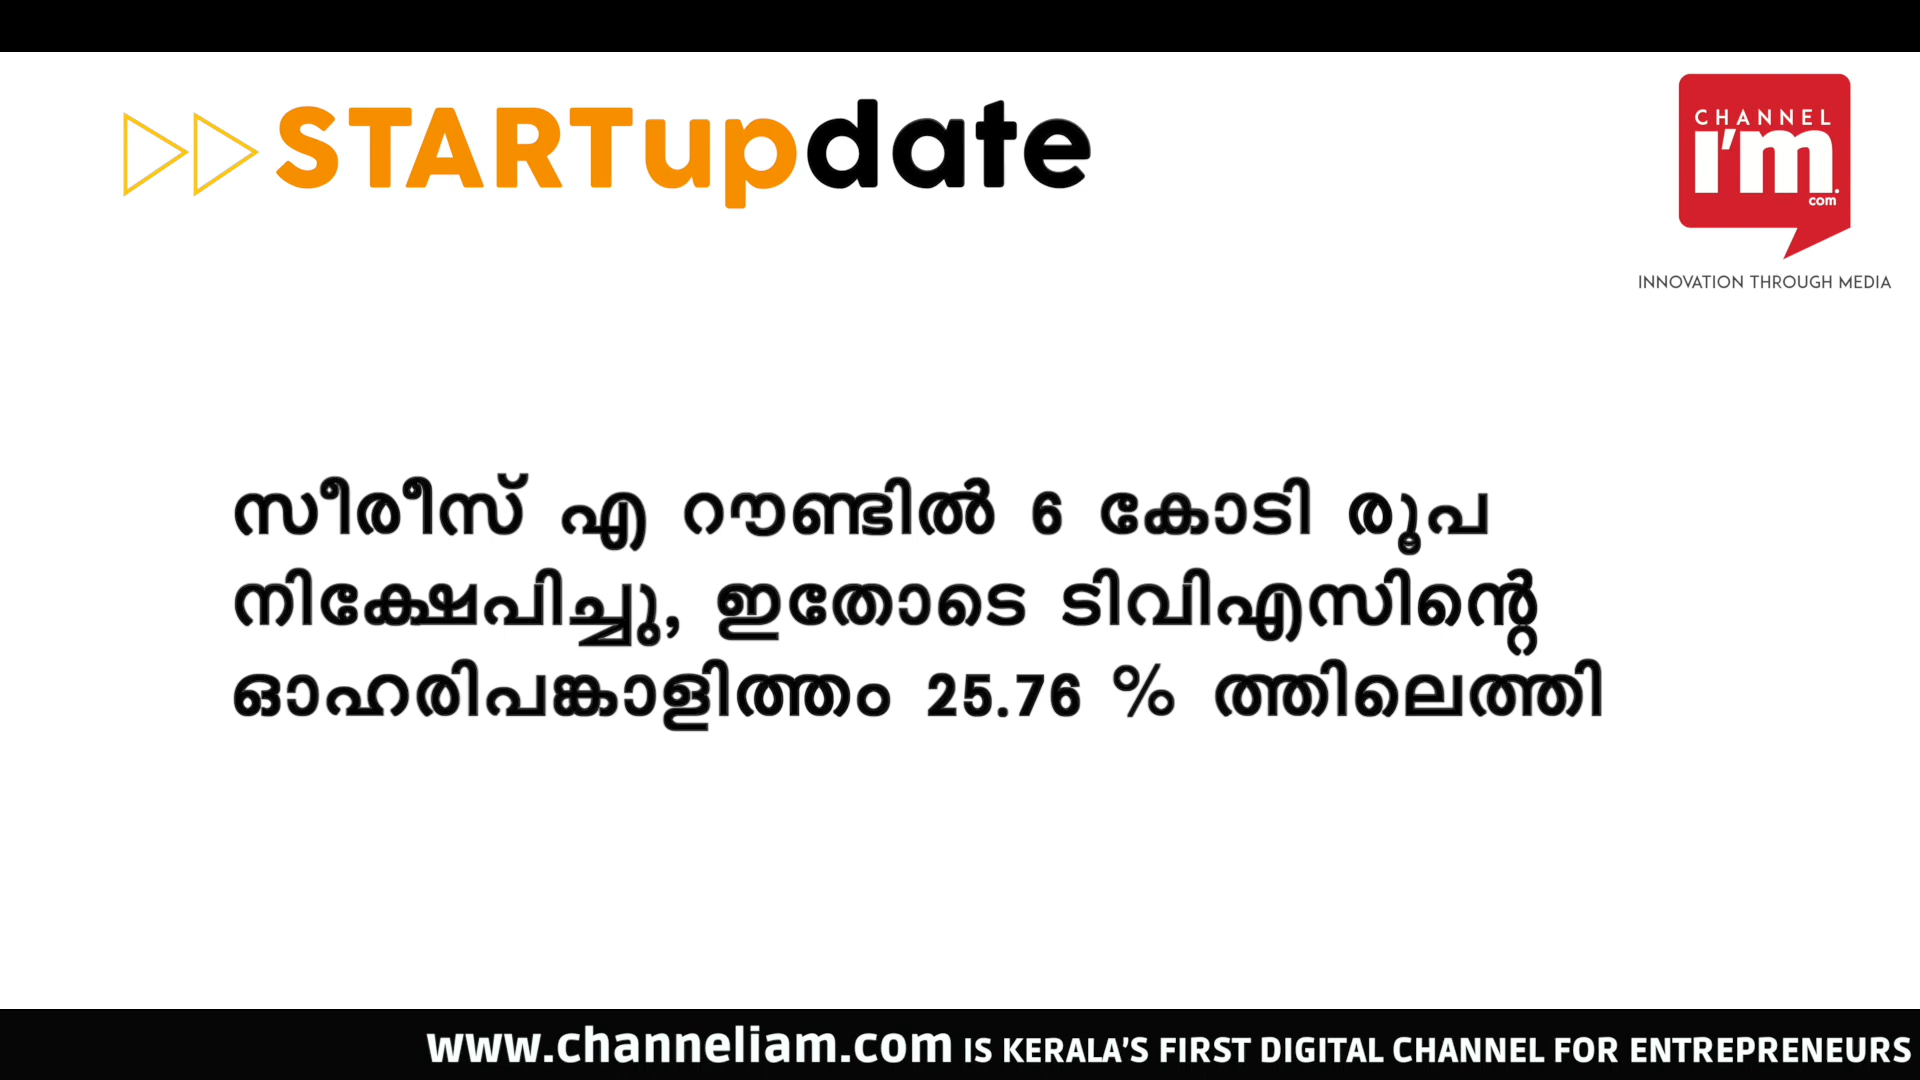 STARTupdate
CHANNEL
I'm.
com
INNOVATION THROUGH MEDIA
സീരീസ് എ റൗണ്ടിൽ 6 കോടി രൂപ
നിക്ഷേപിച്ചു, ഇതോടെ ടിവിഎസിന്റെ
ഓഹരിപങ്കാളിത്തം 25.76 % ത്തിലെത്തി
www.channeliam.com IS KERALA'S FIRST DIGITAL CHANNEL FOR ENTREPRENEURS